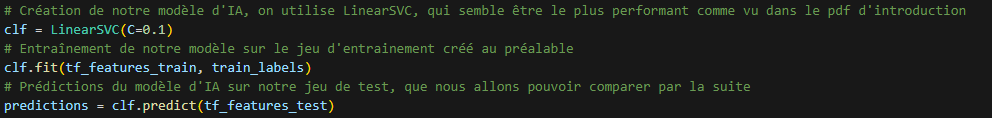 # Création de notre modèle d'IA, on utilise LinearSVC, qui semble être le plus performant comme vu dans le pdf d'introduction
clf = LinearSVC(C=0.1)
# Entraînement de notre modèle sur le jeu d'entrainement créé au préalable
clf.fit(tf_features_train, train_labels)
# Prédictions du modèle d'IA sur notre jeu de test, que nous allons pouvoir comparer par la suite
predictions = clf.predict(tf_features_test)